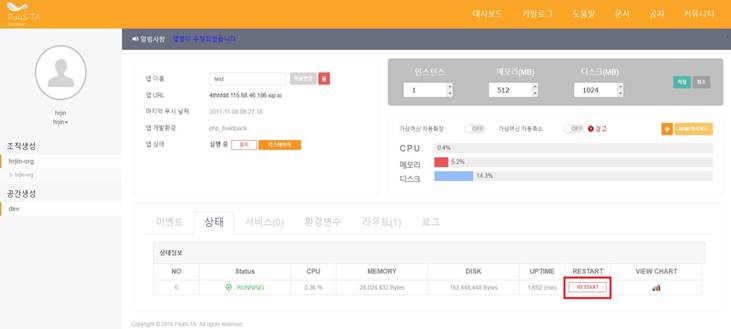 PaaS-TA
대시보드 카탈로그 도움말 문서 공지 커뮤니티
알림사항 앱명이 수정되었습니다
hrjin
hrjin
조직생성
hrjin-org
hrjin-org
공간생성
dev
앱 이름 test
앱 URL
마지막 푸시 날짜 2017-11-08 08:27:18
앱 개발환경 php_buildpack,
앱 상태 실행 중 중지 리스테이지
인스턴스 메모리(MB) 디스크(MB)
1 512 1024 저장 취소
가상머신 자동확장 OFF 가상머신 자동축소 OFF 경고
CPU 0.4%
메모리 5.2%
디스크 14.3%
이벤트 상태 서비스(0) 환경변수 라우트(1) 로그
상태정보
NO. Status CPU MEMORY DISK UPTIME RESTART VIEW CHART
0 RUNNING 0.36 % 28,024,832 Bytes 153,448,448 Bytes 1,692 (min) RESTART
Copyright © 2016 PaaS-TA. All rights reserved.